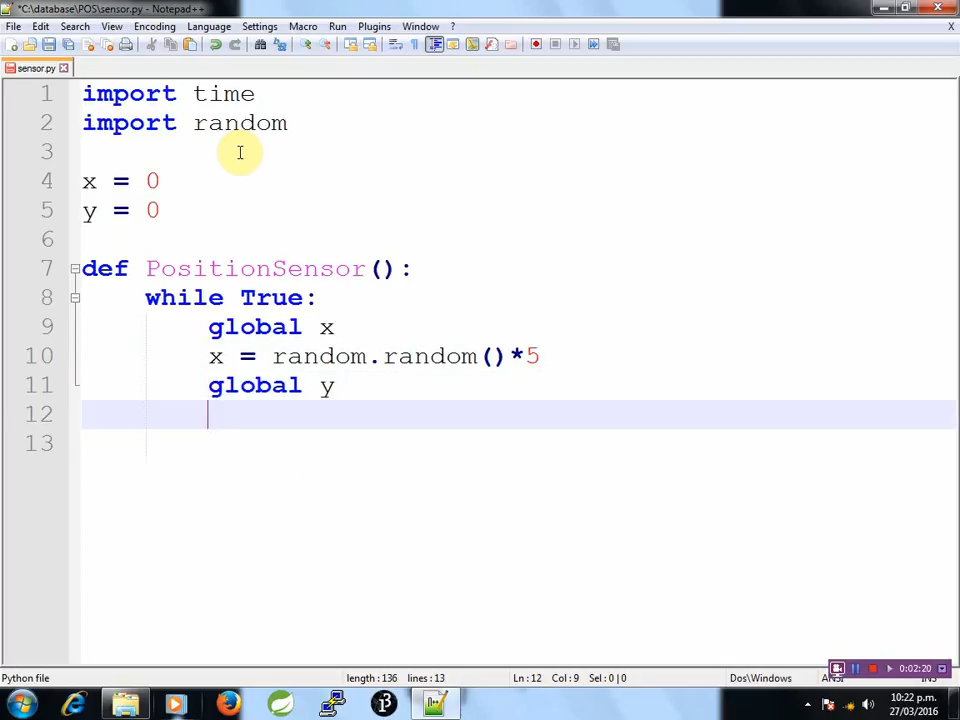 *C:\database\POS\sensor.py - Notepad++
File Edit Search View Encoding Language Settings Macro Run Plugins Window ? X
sensor.py
1 import time
2 import random
3
4 x = 0
5 y = 0
6
7 def PositionSensor():
8 while True:
9 global x
10 x = random.random()*5
11 global y
12
13
Python file length : 136 lines : 13 Ln : 12 Col : 9 Sel : 0 | 0 Dos\Windows ANSI INS
0:02:20
10:22 p.m.
27/03/2016